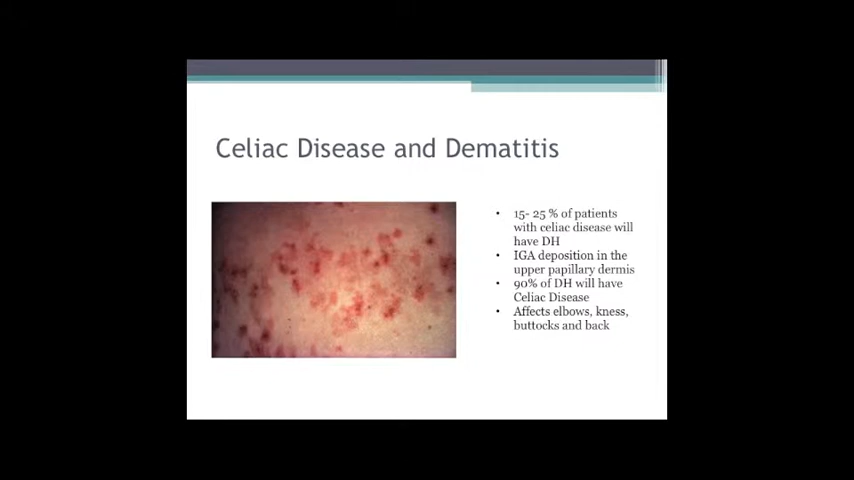 Celiac Disease and Dematitis
• 15- 25 % of patients
with celiac disease will
have DH
• IGA deposition in the
upper papillary dermis
• 90% of DH will have
Celiac Disease
• Affects elbows, kness,
buttocks and back